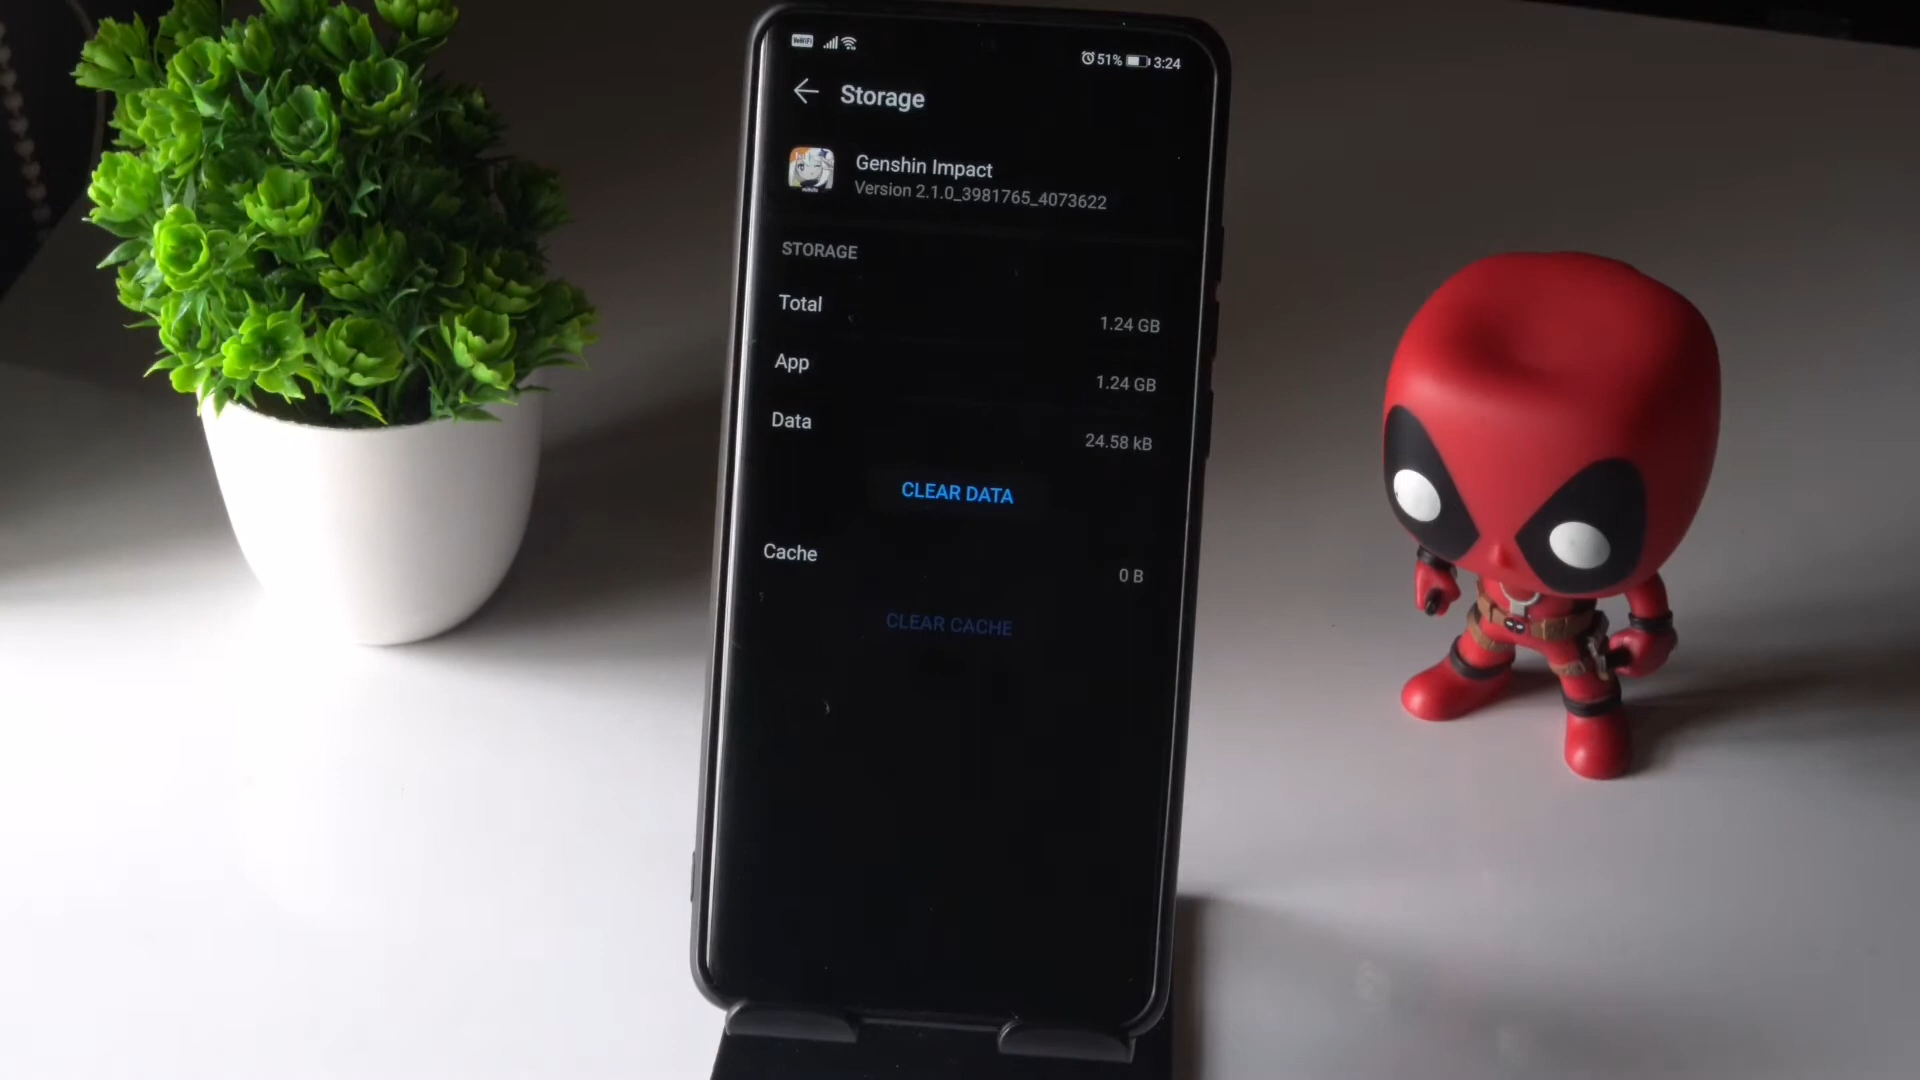 VoWiFi
51% 3:24
Storage
Genshin Impact
Version 2.1.0_3981765_4073622
STORAGE
Total
1.24 GB
App
1.24 GB
Data
24.58 kB
CLEAR DATA
Cache
0 B
CLEAR CACHE